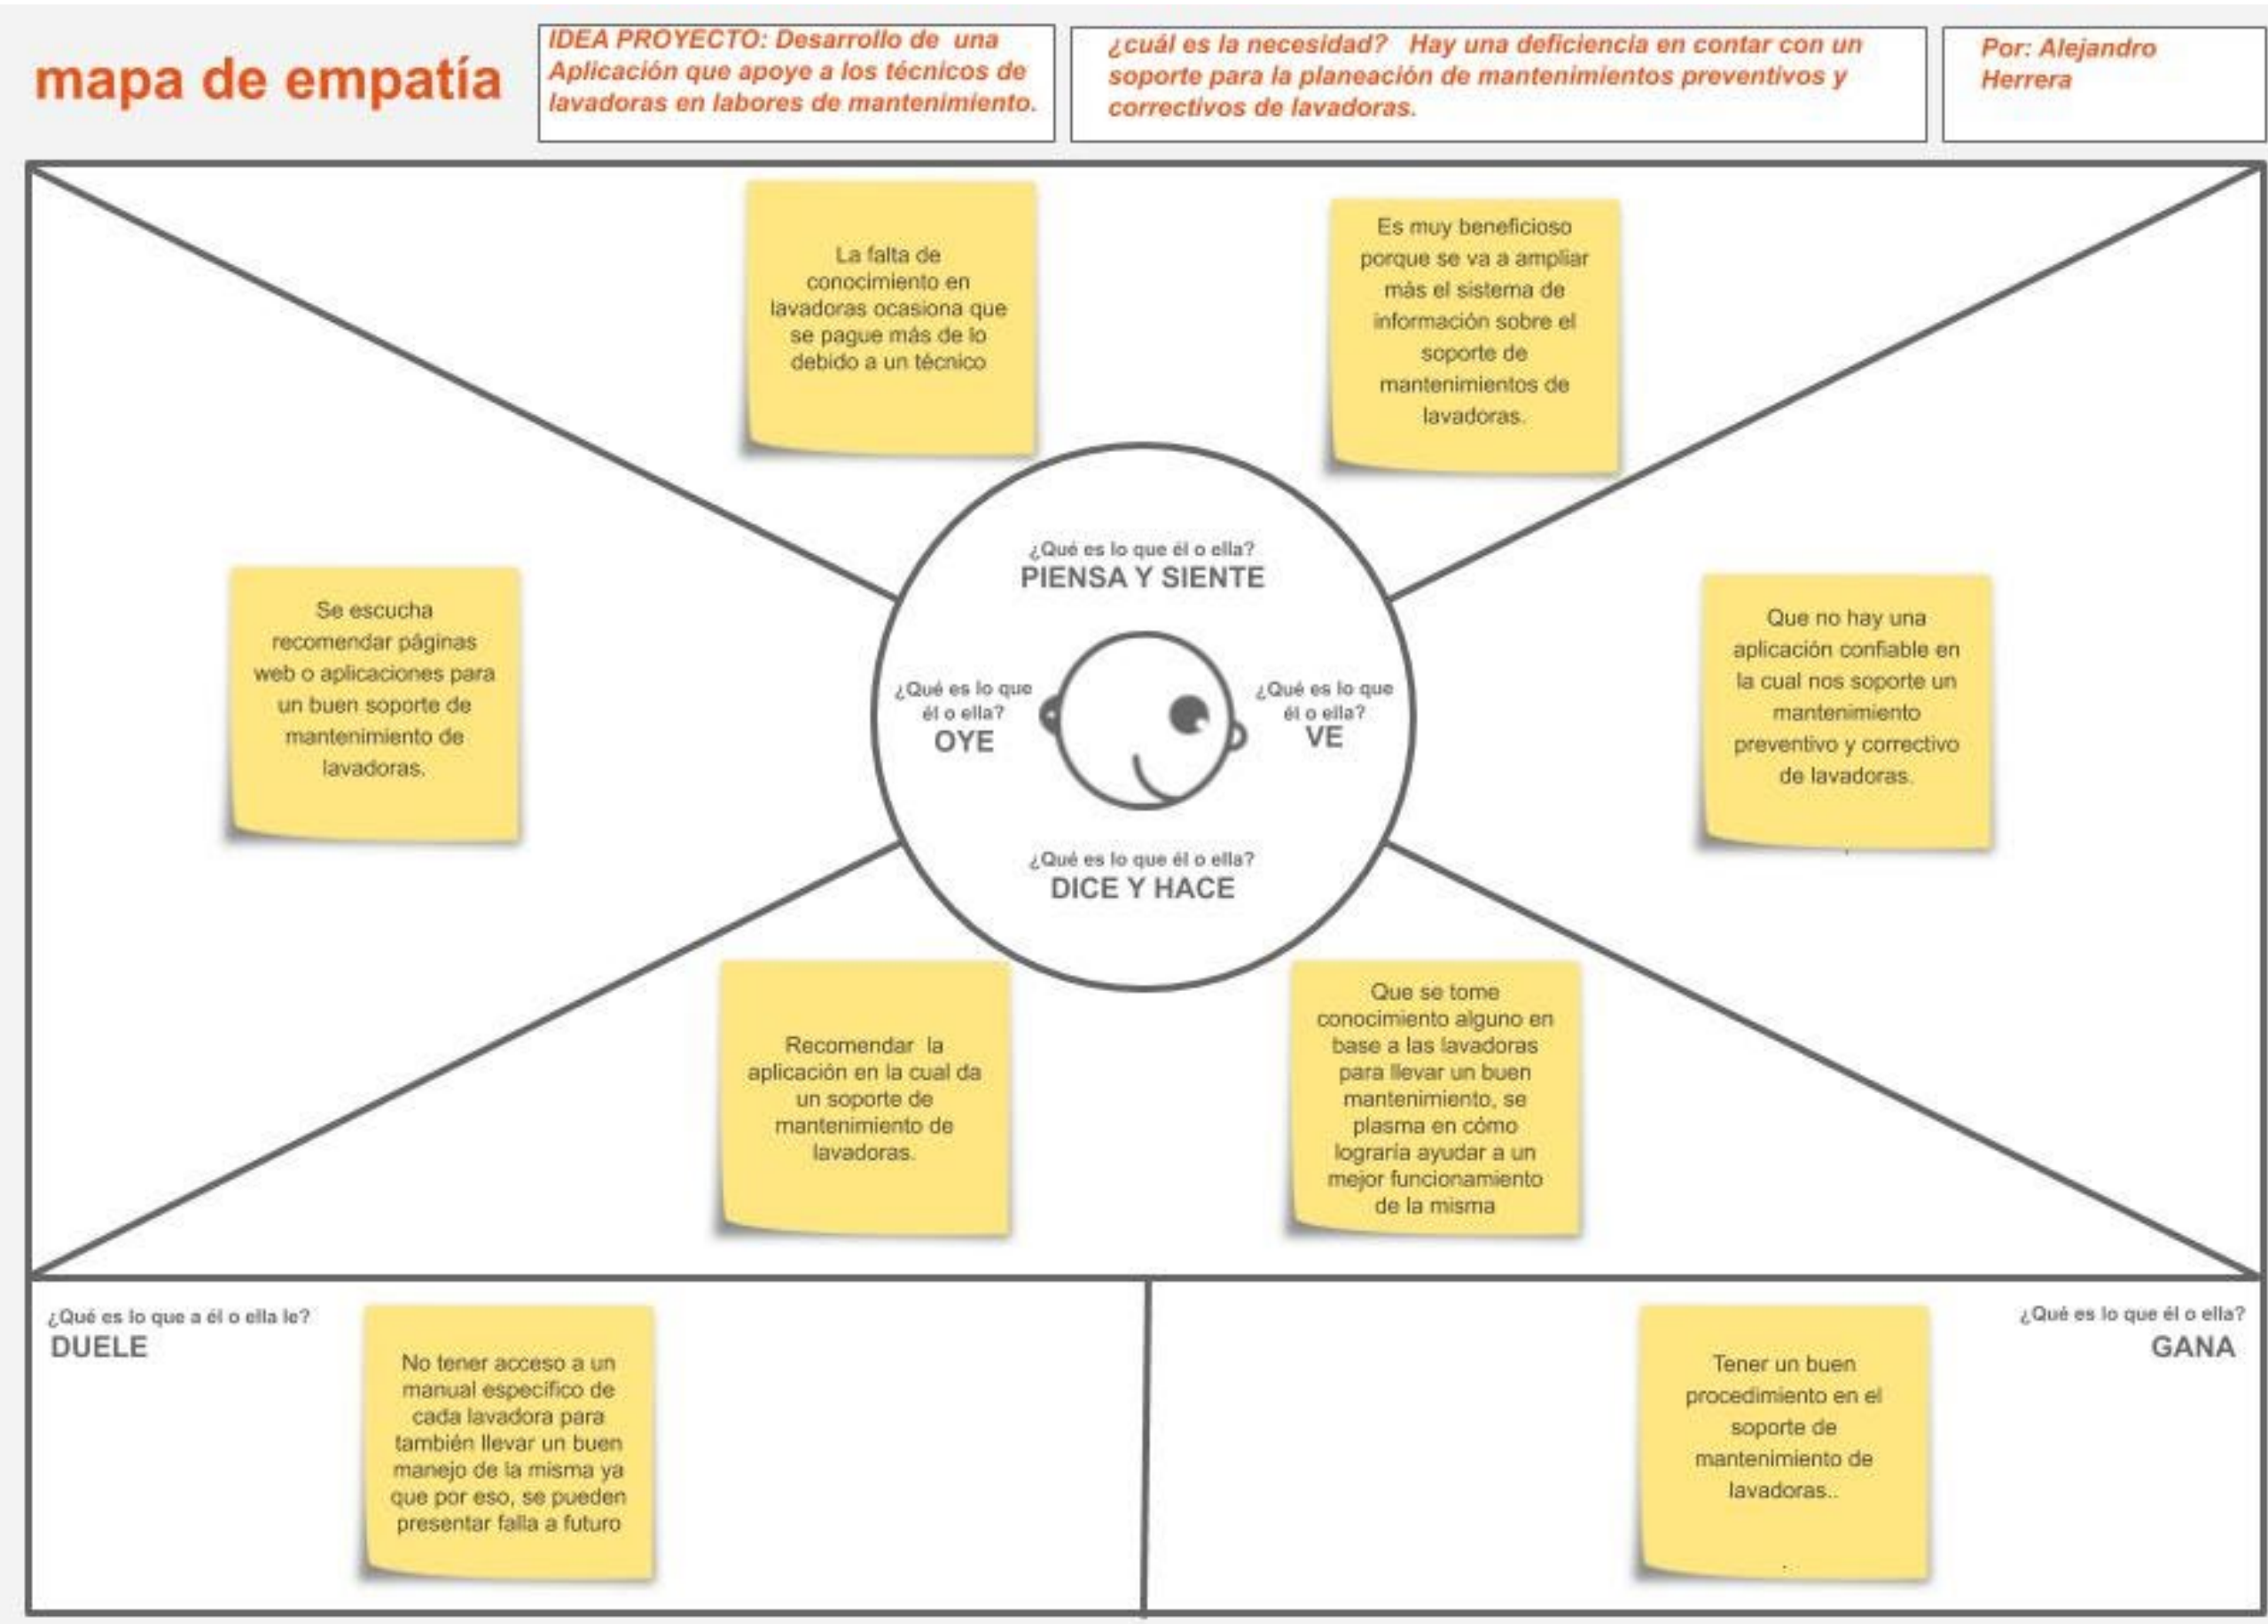 mapa de empatía
IDEA PROYECTO: Desarrollo de una
Aplicación que apoye a los técnicos de
lavadoras en labores de mantenimiento.
¿cuál es la necesidad? Hay una deficiencia en contar con un
soporte para la planeación de mantenimientos preventivos y
correctivos de lavadoras.
Por: Alejandro
Herrera
La falta de
conocimiento en
lavadoras ocasiona que
se pague más de lo
debido a un técnico
Es muy beneficioso
porque se va a ampliar
más el sistema de
información sobre el
soporte de
mantenimientos de
lavadoras.
¿Qué es lo que él o ella?
PIENSA Y SIENTE
Se escucha
recomendar páginas
web o aplicaciones para
un buen soporte de
mantenimiento de
lavadoras.
¿Qué es lo que
él o ella?
OYE
¿Qué es lo que
él o ella?
VE
Que no hay una
aplicación confiable en
la cual nos soporte un
mantenimiento
preventivo y correctivo
de lavadoras.
¿Qué es lo que él o ella?
DICE Y HACE
Recomendar la
aplicación en la cual da
un soporte de
mantenimiento de
lavadoras.
Que se tome
conocimiento alguno en
base a las lavadoras
para llevar un buen
mantenimiento, se
plasma en cómo
lograría ayudar a un
mejor funcionamiento
de la misma
¿Qué es lo que a él o ella le?
DUELE
No tener acceso a un
manual específico de
cada lavadora para
también llevar un buen
manejo de la misma ya
que por eso, se pueden
presentar falla a futuro
Tener un buen
procedimiento en el
soporte de
mantenimiento de
lavadoras..
¿Qué es lo que él o ella?
GANA